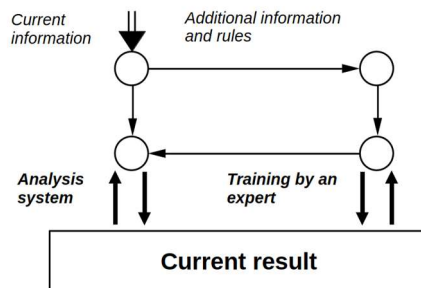 Current
information
Additional information
and rules
Analysis
system
Training by an
expert
Current result